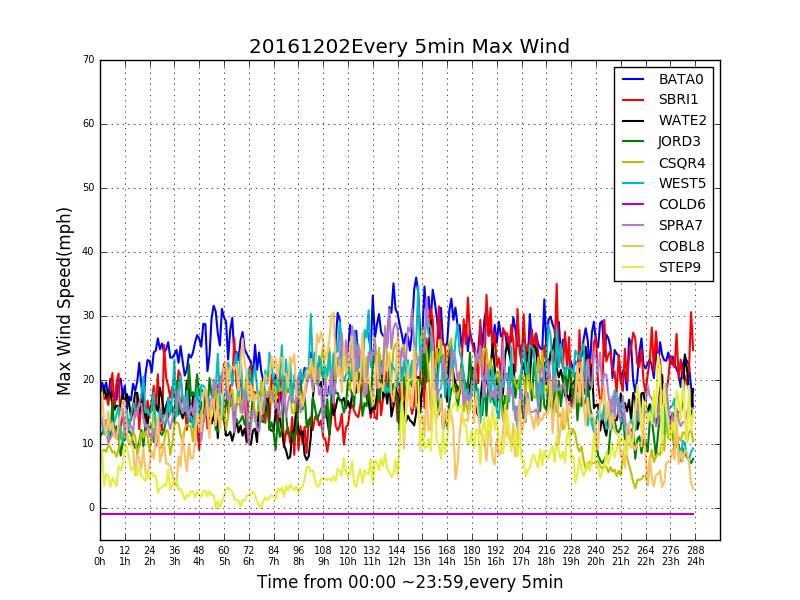 20161202Every 5min Max Wind
70
60
50
40
30
20
10
0
Max Wind Speed(mph)
BATA0
SBRI1
WATE2
JORD3
CSQR4
WEST5
COLD6
SPRA7
COBL8
STEP9
0 12 24 36 48 60 72 84 96 108 120 132 144 156 168 180 192 204 216 228 240 252 264 276 288
0h 1h 2h 3h 4h 5h 6h 7h 8h 9h 10h 11h 12h 13h 14h 15h 16h 17h 18h 19h 20h 21h 22h 23h 24h
Time from 00:00 ~23:59,every 5min